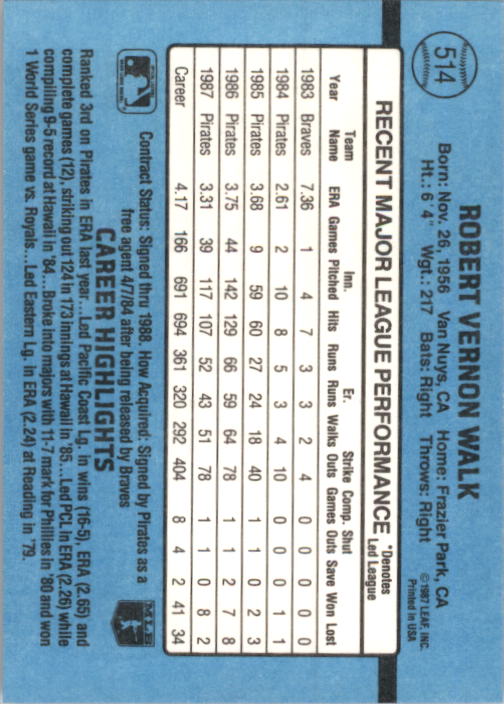 514
ROBERT VERNON WALK
Born: Nov. 26, 1956 Van Nuys, CA Home: Frazier Park, CA
Ht.: 6' 4" Wgt.: 217 Bats: Right Throws: Right
© 1987 LEAF, INC.
Printed in USA
RECENT MAJOR LEAGUE PERFORMANCE *Denotes Led League
Year Team Name ERA Games Inn. Pitched Hits Runs Er. Runs Walks Strike Outs Comp. Games Shut Outs Save Won Lost
1983 Braves 7.36 1 4 7 3 3 2 4 0 0 0 0 0
1984 Pirates 2.61 2 10 8 5 3 4 10 0 0 0 1 1
1985 Pirates 3.68 9 59 60 27 24 18 40 1 1 0 2 3
1986 Pirates 3.75 44 142 129 66 59 64 78 1 1 2 7 8
1987 Pirates 3.31 39 117 107 52 43 51 78 1 1 0 8 2
Career 4.17 166 691 694 361 320 292 404 8 4 2 41 34
Contract Status: Signed thru 1988. How Acquired: Signed by Pirates as a
free agent 4/7/84 after being released by Braves
MLB
CAREER HIGHLIGHTS
Ranked 3rd on Pirates in ERA last year...Led Pacific Coast Lg. in wins (16-5), ERA (2.65) and
complete games (12), striking out 124 in 173 innings at Hawaii in '85...Led PCL in ERA (2.26) while
compiling 9-5 record at Hawaii in '84...Broke into majors with 11-7 mark for Phillies in '80 and won
1 World Series game vs. Royals...Led Eastern Lg. in ERA (2.24) at Reading in '79.